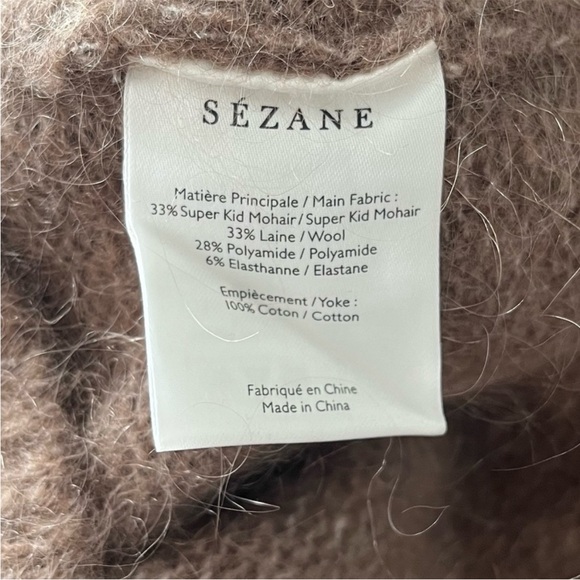 SÉZANE
Matière Principale / Main Fabric :
33% Super Kid Mohair / Super Kid Mohair
33% Laine / Wool
28% Polyamide / Polyamide
6% Elasthanne / Elastane
Empiècement / Yoke :
100% Coton / Cotton
Fabriqué en Chine
Made in China